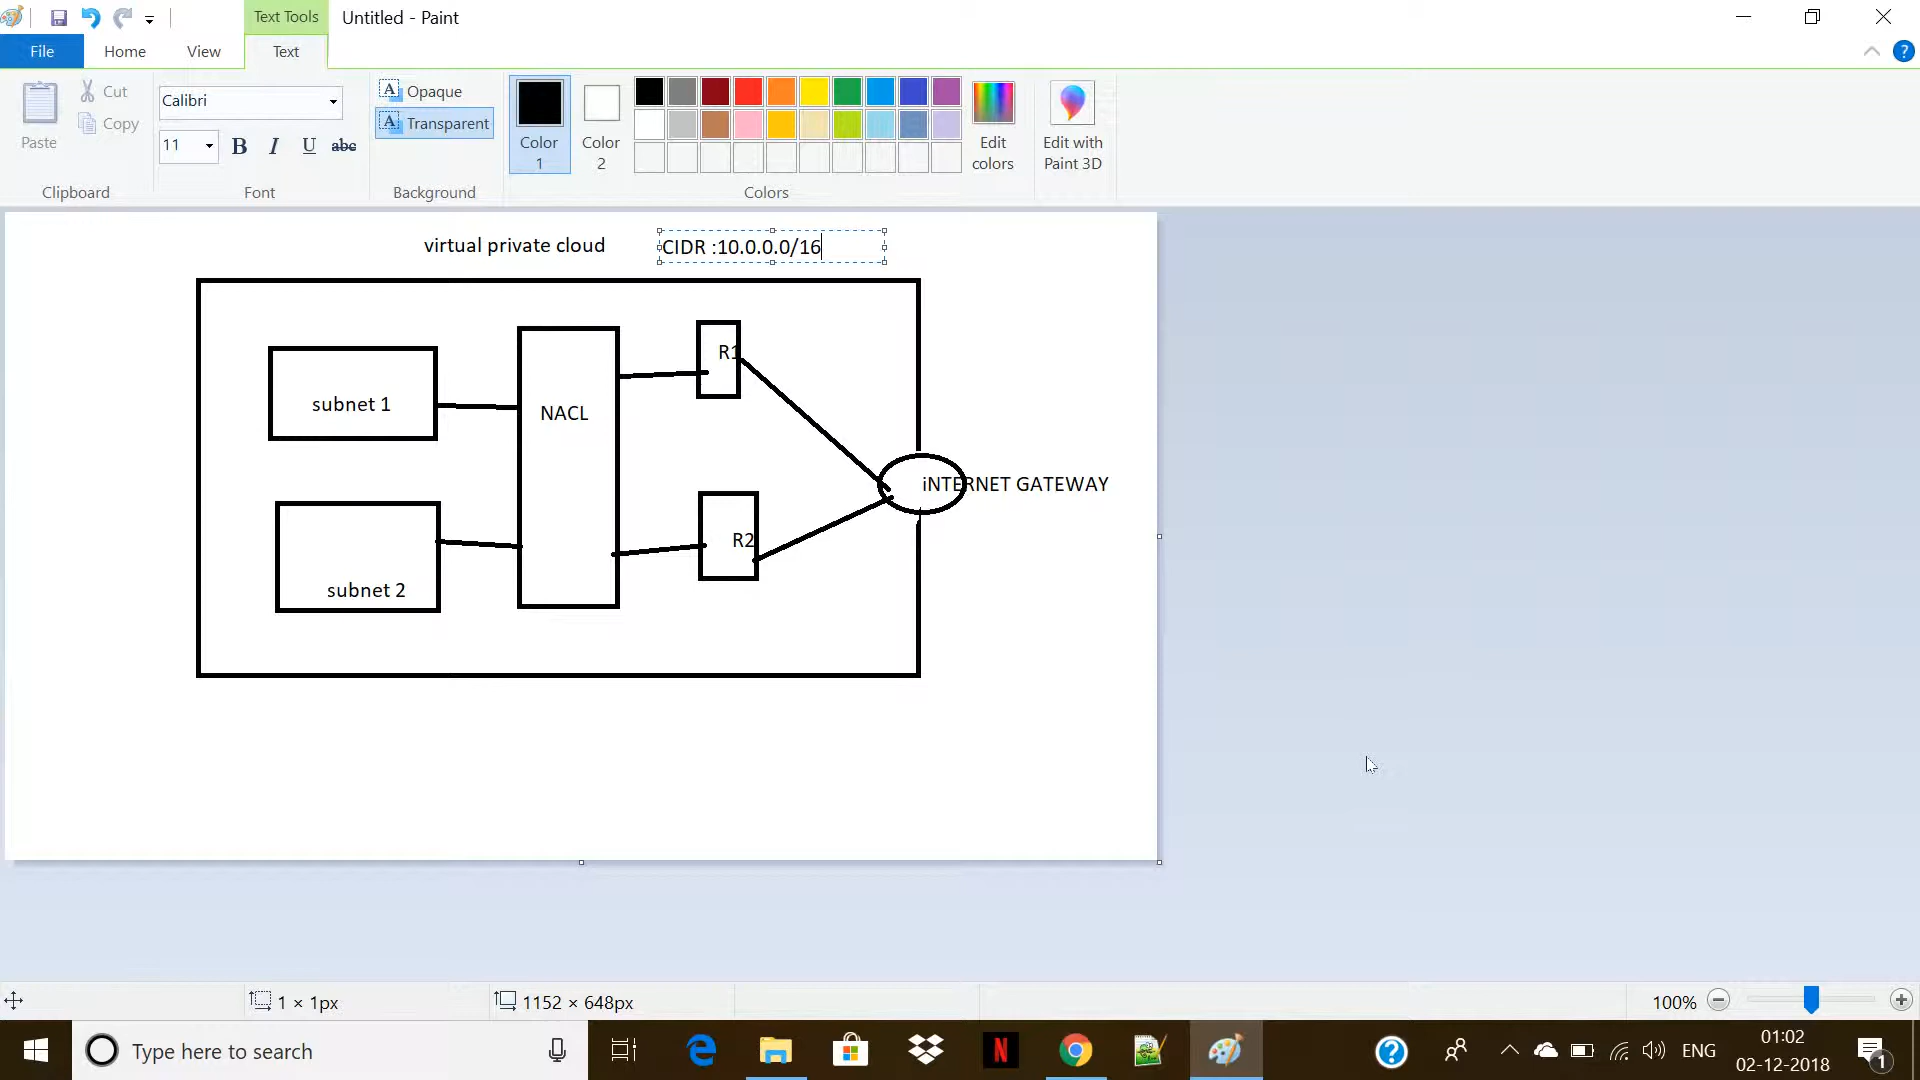 Text Tools
Untitled - Paint
File
Home
View
Text
Paste
Cut
Copy
Clipboard
Calibri
11
B
I
U
abc
Font
A Opaque
A Transparent
Background
Color 1
Color 2
Colors
Edit colors
Edit with Paint 3D
?
virtual private cloud
CIDR :10.0.0.0/16
subnet 1
NACL
R1
iNTERNET GATEWAY
R2
subnet 2
1 × 1px
1152 × 648px
100%
Type here to search
N
?
ENG
01:02
02-12-2018
1